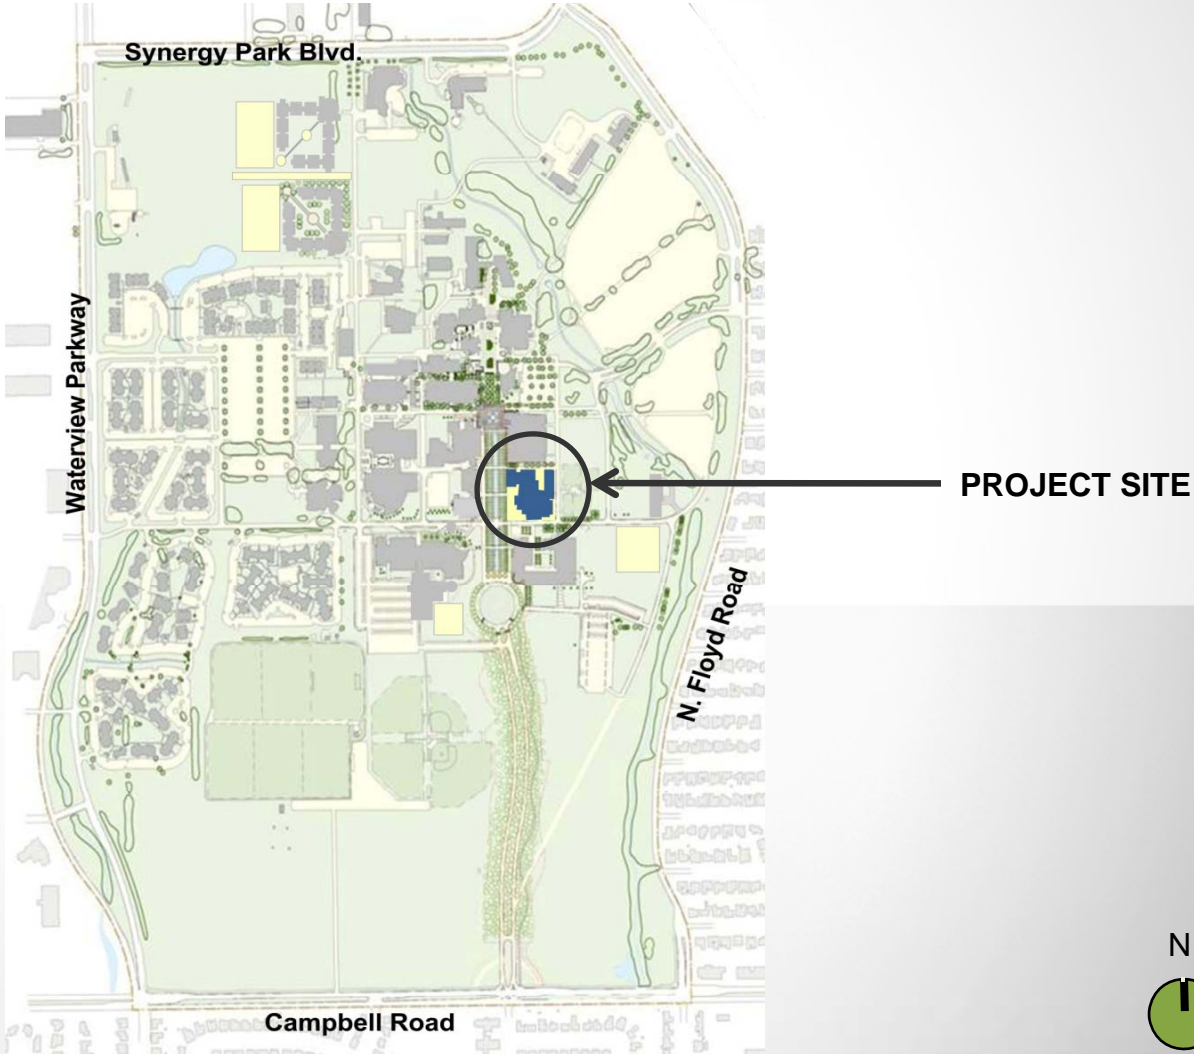 Synergy Park Blvd.
Waterview Parkway
PROJECT SITE
N. Floyd Road
N
Campbell Road